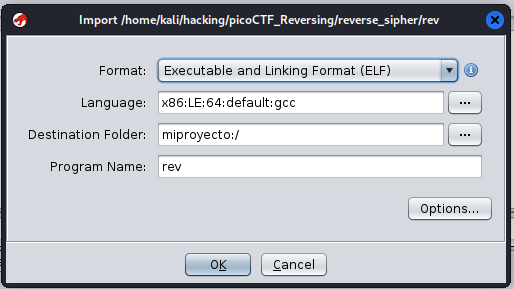 Import /home/kali/hacking/picoCTF_Reversing/reverse_sipher/rev
Format: Executable and Linking Format (ELF)
Language: x86:LE:64:default:gcc ...
Destination Folder: miproyecto:/ ...
Program Name: rev
Options...
OK Cancel